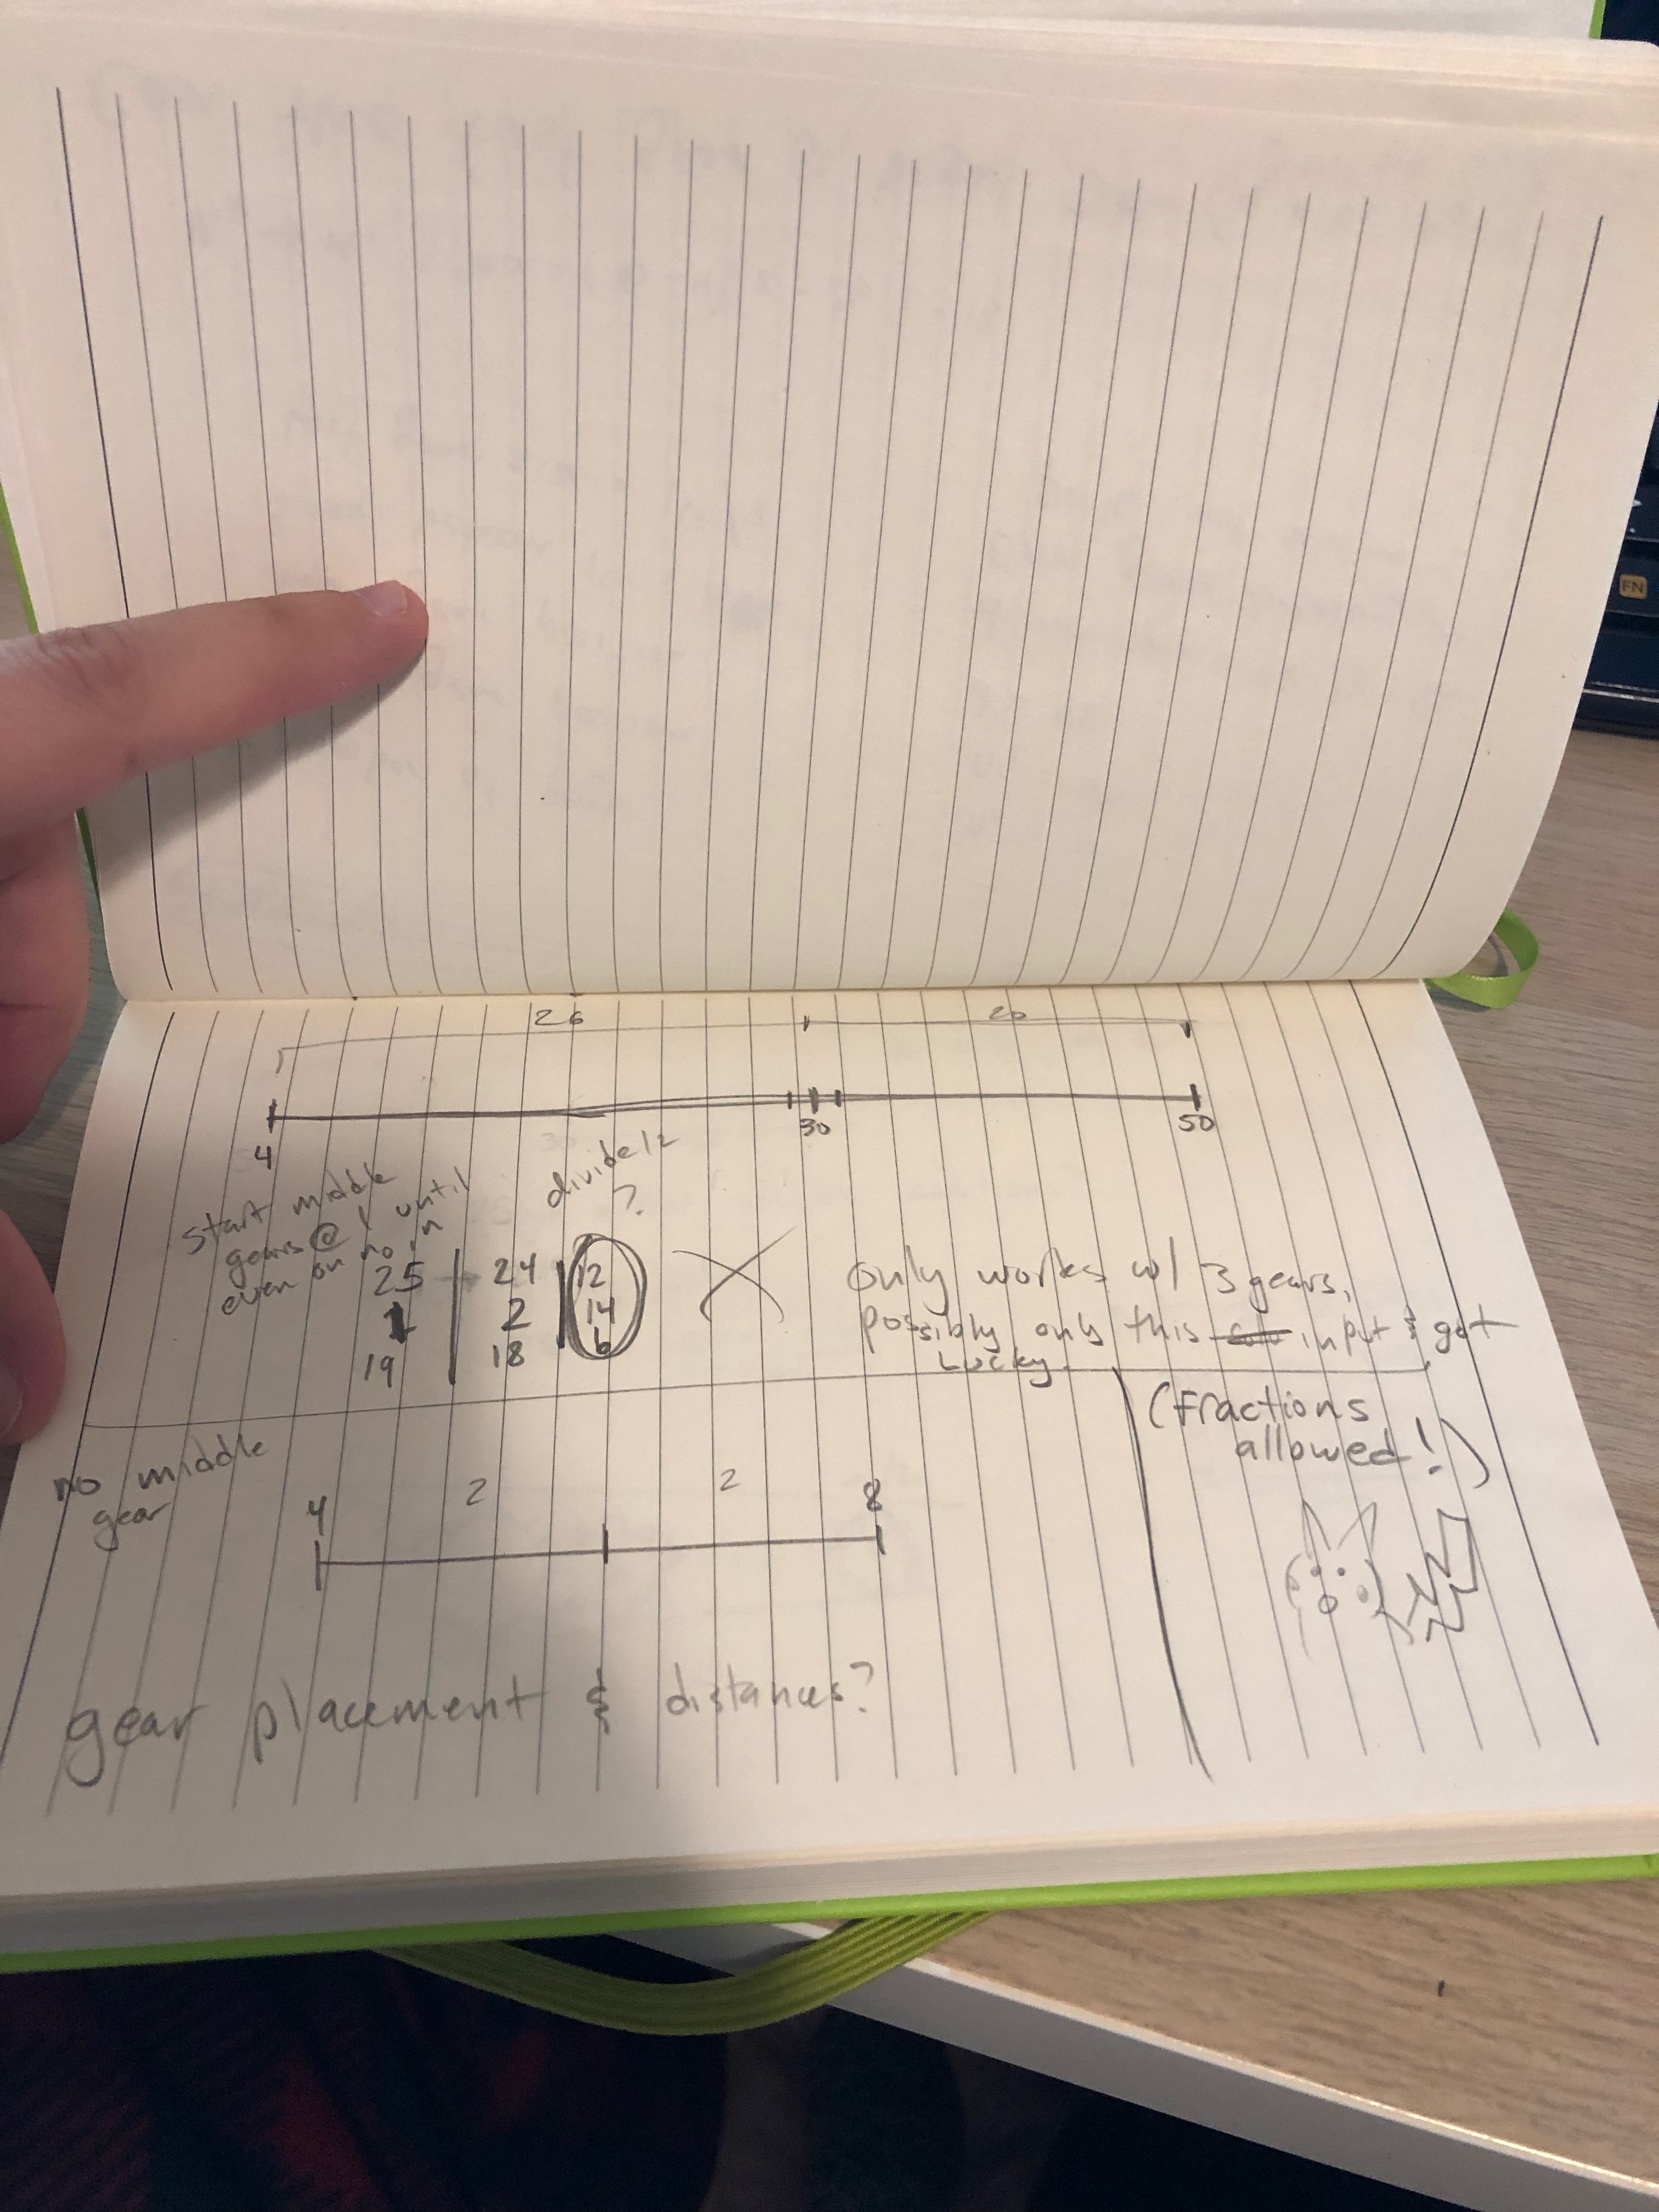 26 20
4 30 50
start middle
gears @ 1 until
even on no in
divide 1/2
?
25 24 12
1 2 14
19 18 6
Only works w/ 3 gears,
possibly only this input & got
Lucky.
(Fractions
allowed!)
no middle
gear
4 2 2 8
gear placement & distances?
FN